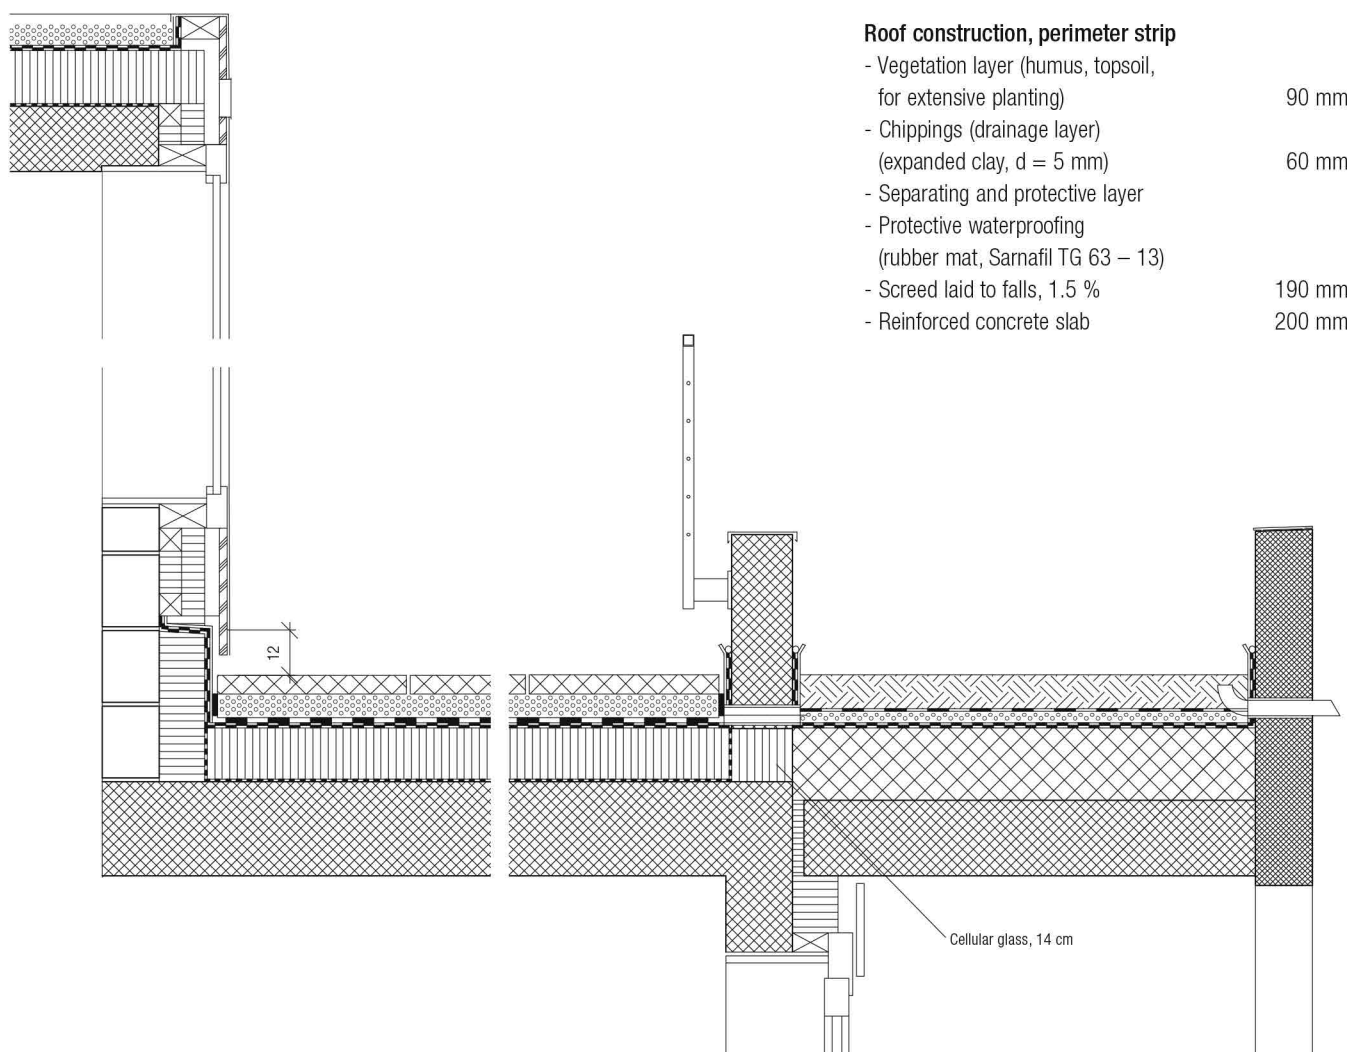 Roof construction, perimeter strip
- Vegetation layer (humus, topsoil,
for extensive planting) 90 mm
- Chippings (drainage layer)
(expanded clay, d = 5 mm) 60 mm
- Separating and protective layer
- Protective waterproofing
(rubber mat, Sarnafil TG 63 – 13)
- Screed laid to falls, 1.5 % 190 mm
- Reinforced concrete slab 200 mm
12
Cellular glass, 14 cm